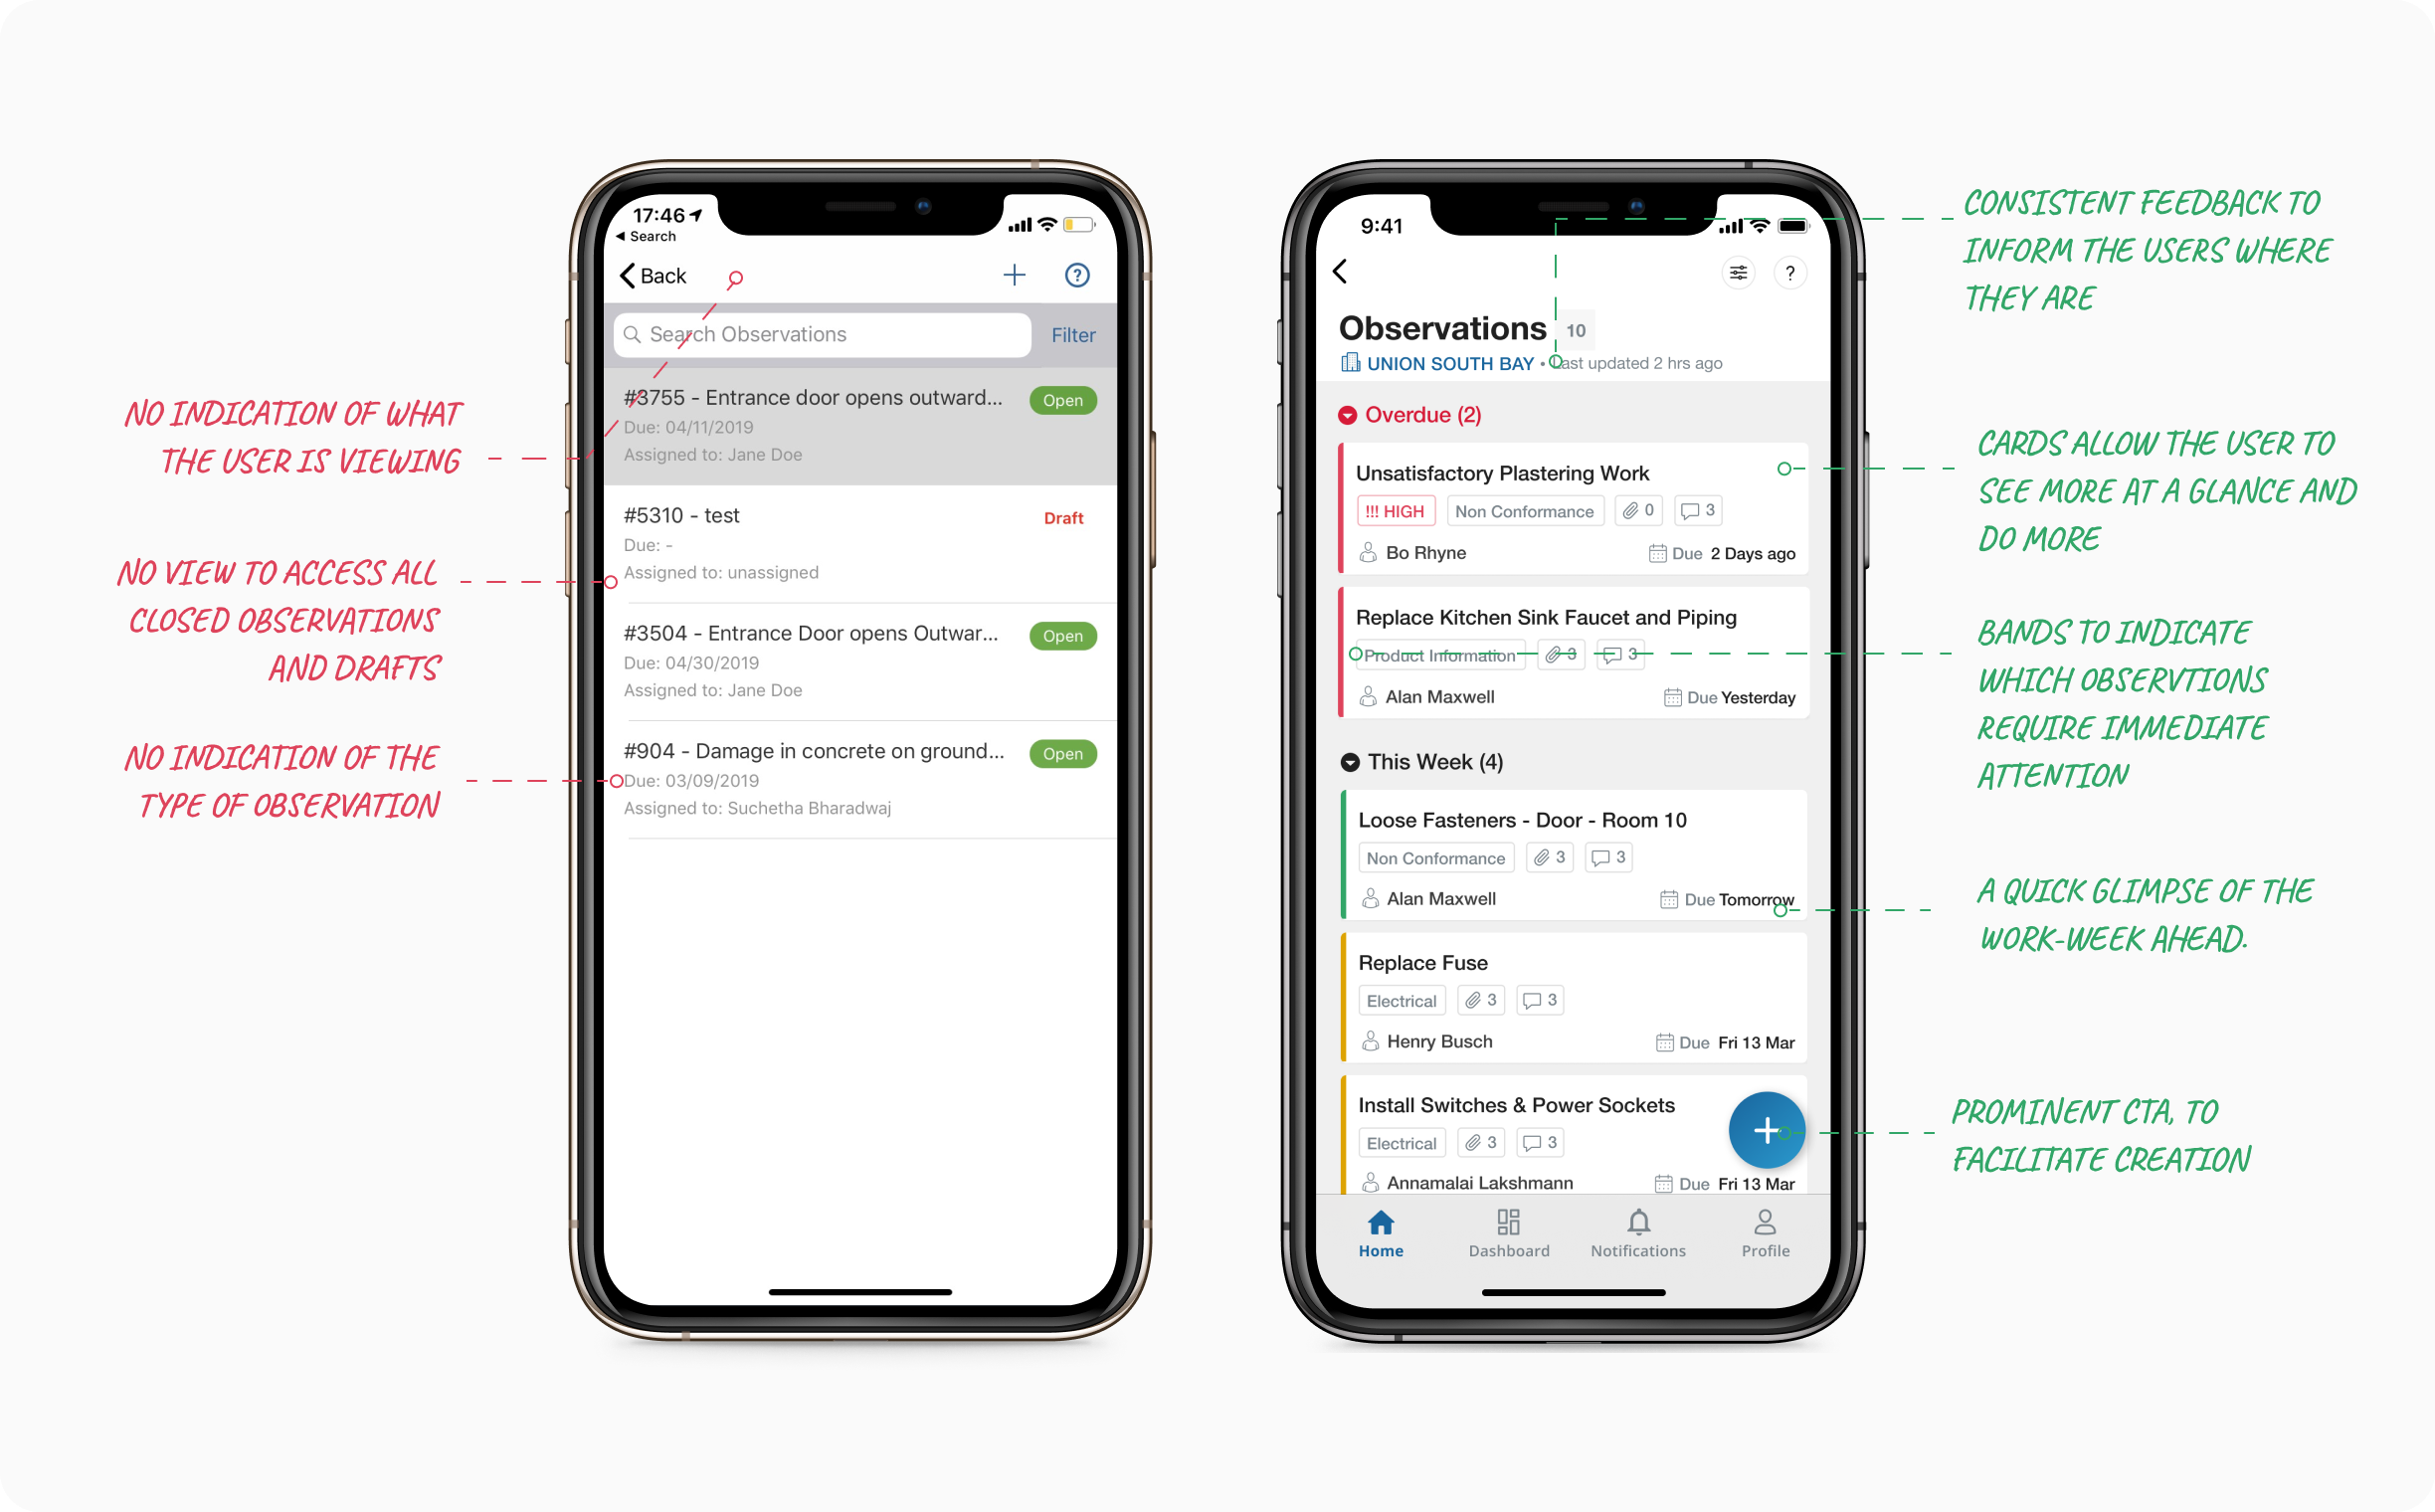 NO INDICATION OF WHAT
THE USER IS VIEWING
NO VIEW TO ACCESS ALL
CLOSED OBSERVATIONS
AND DRAFTS
NO INDICATION OF THE
TYPE OF OBSERVATION
17:46
Search
Back
?
Search Observations
Filter
#3755 - Entrance door opens outward...
Open
Due: 04/11/2019
Assigned to: Jane Doe
#5310 - test
Draft
Due: -
Assigned to: unassigned
#3504 - Entrance Door opens Outwar...
Open
Due: 04/30/2019
Assigned to: Jane Doe
#904 - Damage in concrete on ground...
Open
Due: 03/09/2019
Assigned to: Suchetha Bharadwaj
9:41
?
Observations 10
UNION SOUTH BAY • Last updated 2 hrs ago
Overdue (2)
Unsatisfactory Plastering Work
!!! HIGH Non Conformance 0 3
Bo Rhyne Due 2 Days ago
Replace Kitchen Sink Faucet and Piping
Product Information 3 3
Alan Maxwell Due Yesterday
This Week (4)
Loose Fasteners - Door - Room 10
Non Conformance 3 3
Alan Maxwell Due Tomorrow
Replace Fuse
Electrical 3 3
Henry Busch Due Fri 13 Mar
Install Switches & Power Sockets
Electrical 3 3
Annamalai Lakshmann Due Fri 13 Mar
Home Dashboard Notifications Profile
CONSISTENT FEEDBACK TO
INFORM THE USERS WHERE
THEY ARE
CARDS ALLOW THE USER TO
SEE MORE AT A GLANCE AND
DO MORE
BANDS TO INDICATE
WHICH OBSERVTIONS
REQUIRE IMMEDIATE
ATTENTION
A QUICK GLIMPSE OF THE
WORK-WEEK AHEAD.
PROMINENT CTA, TO
FACILITATE CREATION